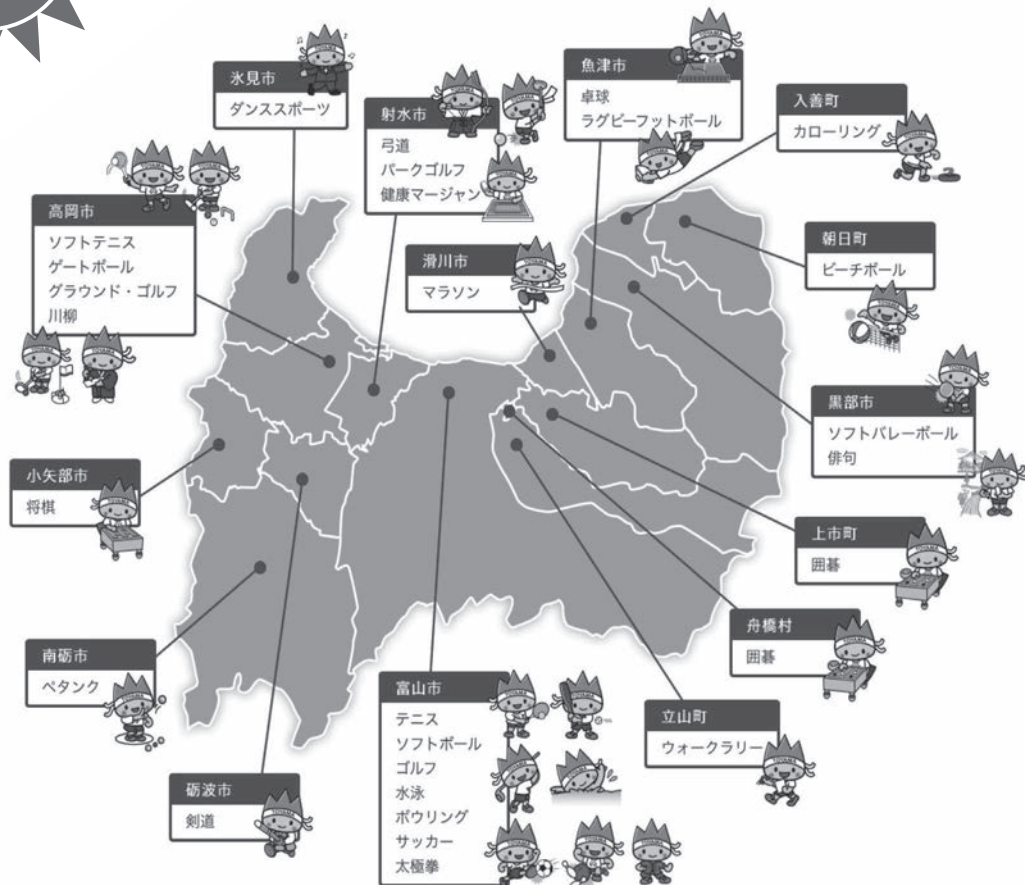 氷見市
ダンススポーツ
射水市
弓道
パークゴルフ
健康マージャン
魚津市
卓球
ラグビーフットボール
入善町
カローリング
高岡市
ソフトテニス
ゲートボール
グラウンド・ゴルフ
川柳
滑川市
マラソン
朝日町
ビーチボール
黒部市
ソフトバレーボール
俳句
小矢部市
将棋
上市町
囲碁
舟橋村
囲碁
南砺市
ペタンク
富山市
テニス
ソフトボール
ゴルフ
水泳
ボウリング
サッカー
太極拳
立山町
ウォークラリー
砺波市
剣道